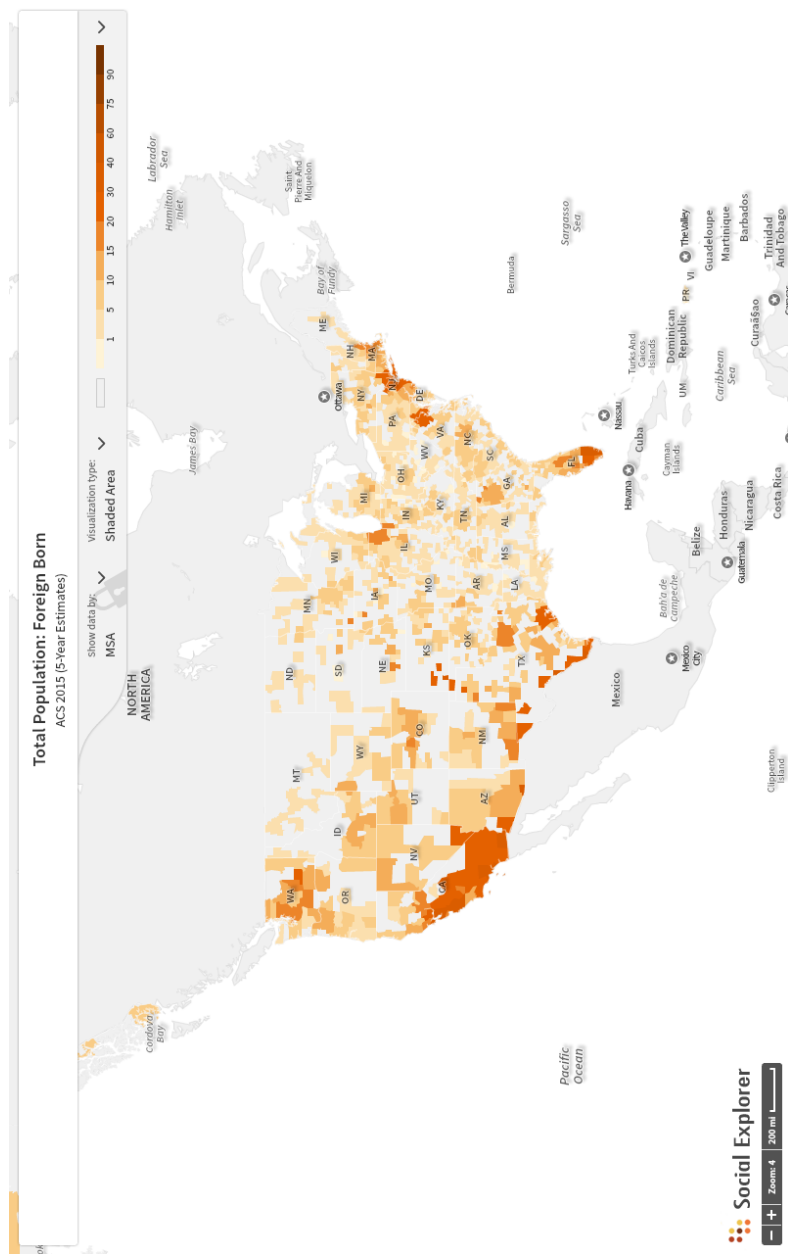 Total Population: Foreign Born
ACS 2015 (5-Year Estimates)
Show data by:
MSA
Visualization type:
Shaded Area
1 5 10 15 20 30 40 60 75 90
NORTH
AMERICA
James Bay
Hamilton
Inlet
Labrador
Sea
Saint
Pierre And
Miquelon
Cordova
Bay
Ottawa
Bay of
Fundy
WA
MT
ND
MN
ME
OR
ID
WY
SD
WI
MI
NY
NH
MA
NV
UT
CO
NE
IA
IL
IN
OH
PA
NJ
CA
KS
MO
KY
WV
VA
DE
AZ
NM
OK
AR
TN
NC
TX
LA
MS
AL
GA
SC
FL
Bermuda
Sargasso
Sea
Pacific
Ocean
Mexico
Mexico
City
Bah'a de
Campeche
Havana
Cuba
Nassau
Turks And
Caicos
Islands
Cayman
Islands
Belize
Guatemala
Honduras
Nicaragua
Costa Rica
Dominican
Republic
UM
PR
VI
The Valley
Guadeloupe
Martinique
Barbados
Caribbean
Sea
Curaã§ao
Trinidad
And Tobago
Clipperton
Island
Social Explorer
− + Zoom: 4 200 mi